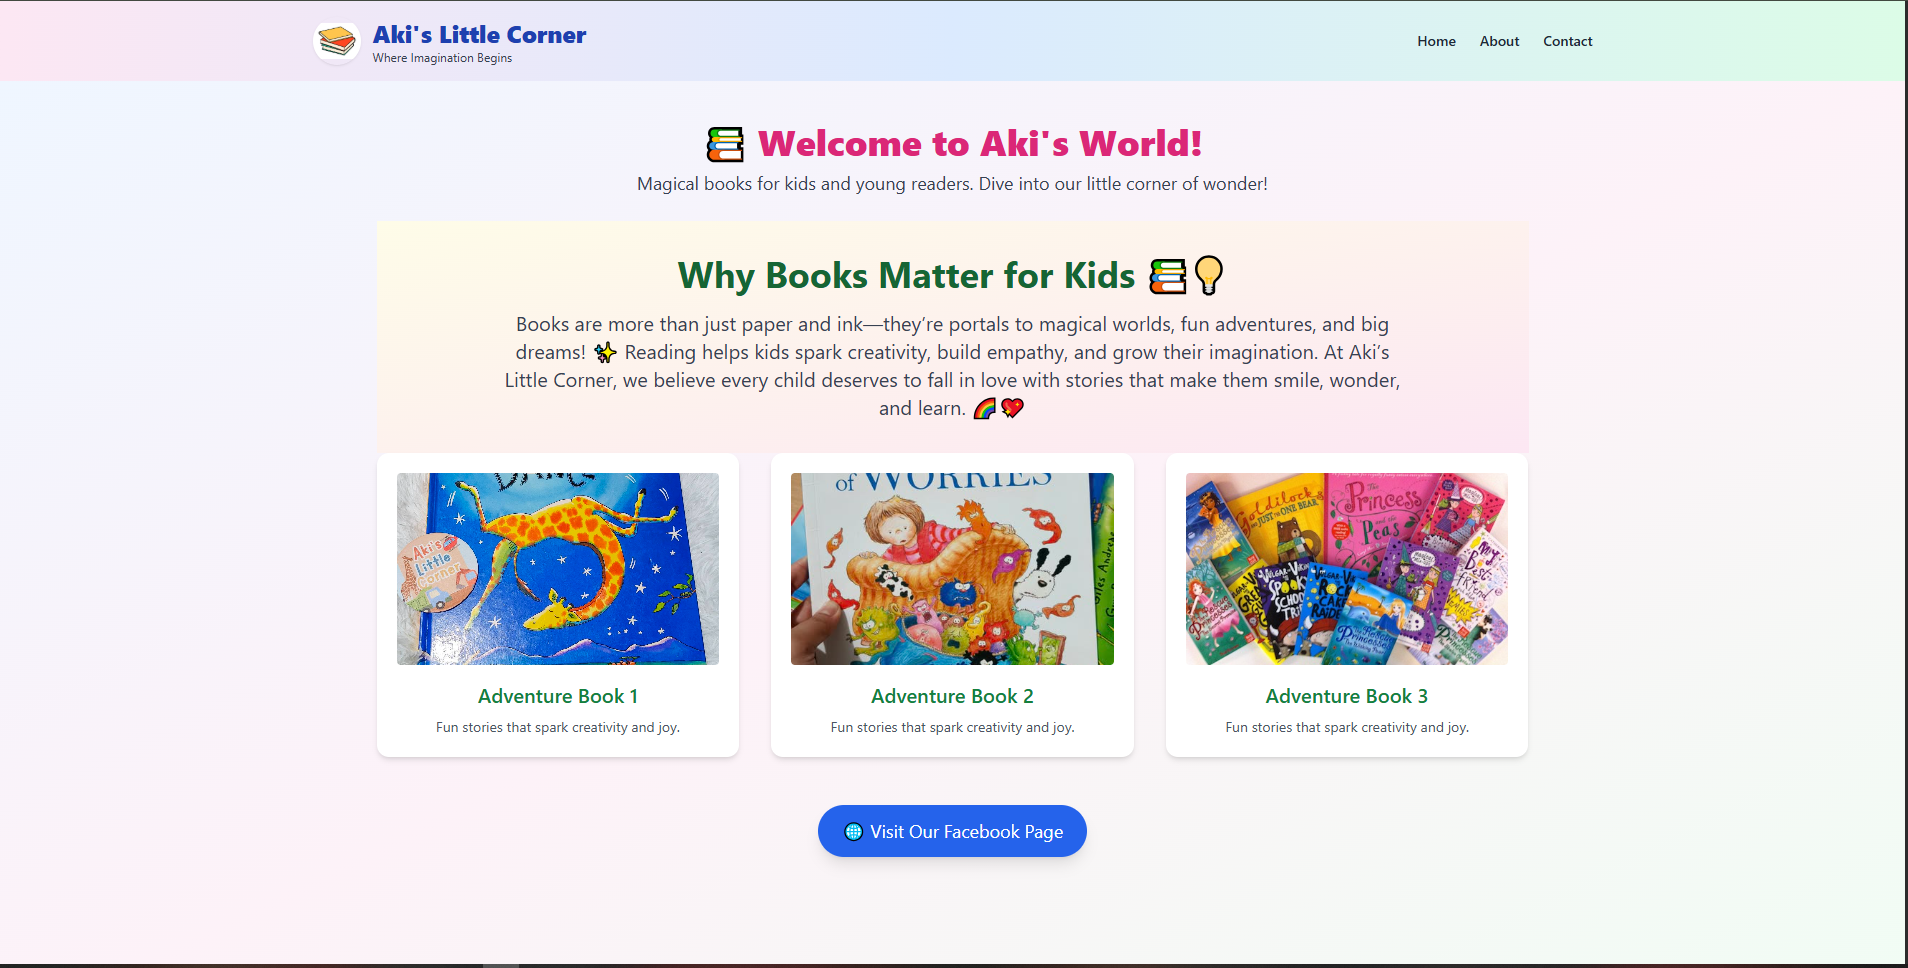 Aki's Little Corner
Where Imagination Begins
Home About Contact
📚 Welcome to Aki's World!
Magical books for kids and young readers. Dive into our little corner of wonder!
Why Books Matter for Kids 📚💡
Books are more than just paper and ink—they’re portals to magical worlds, fun adventures, and big
dreams! ✨ Reading helps kids spark creativity, build empathy, and grow their imagination. At Aki’s
Little Corner, we believe every child deserves to fall in love with stories that make them smile, wonder,
and learn. 🌈💖
Aki's
Little
Corner
Adventure Book 1
Fun stories that spark creativity and joy.
of WORRIES
Giles Andreae
Adventure Book 2
Fun stories that spark creativity and joy.
Goldilocks
and JUST the ONE BEAR
The
Princess
and the
Peas
Adventure Book 3
Fun stories that spark creativity and joy.
🌐 Visit Our Facebook Page